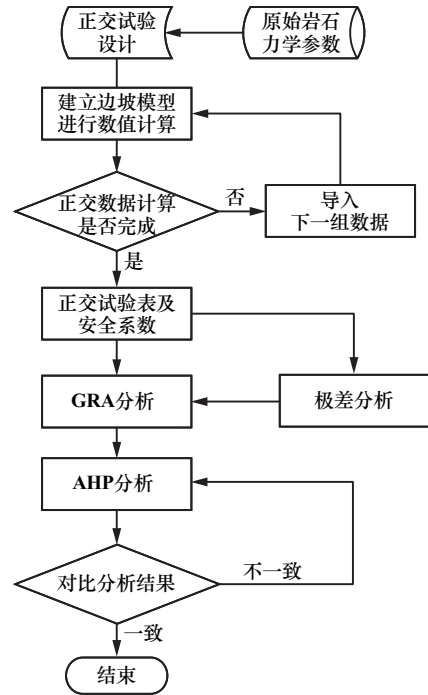 正交试验
设计
原始岩石
力学参数
建立边坡模型
进行数值计算
正交数据计算
是否完成
否
导入
下一组数据
是
正交试验表及
安全系数
GRA分析
极差分析
AHP分析
对比分析结果
不一致
一致
结束